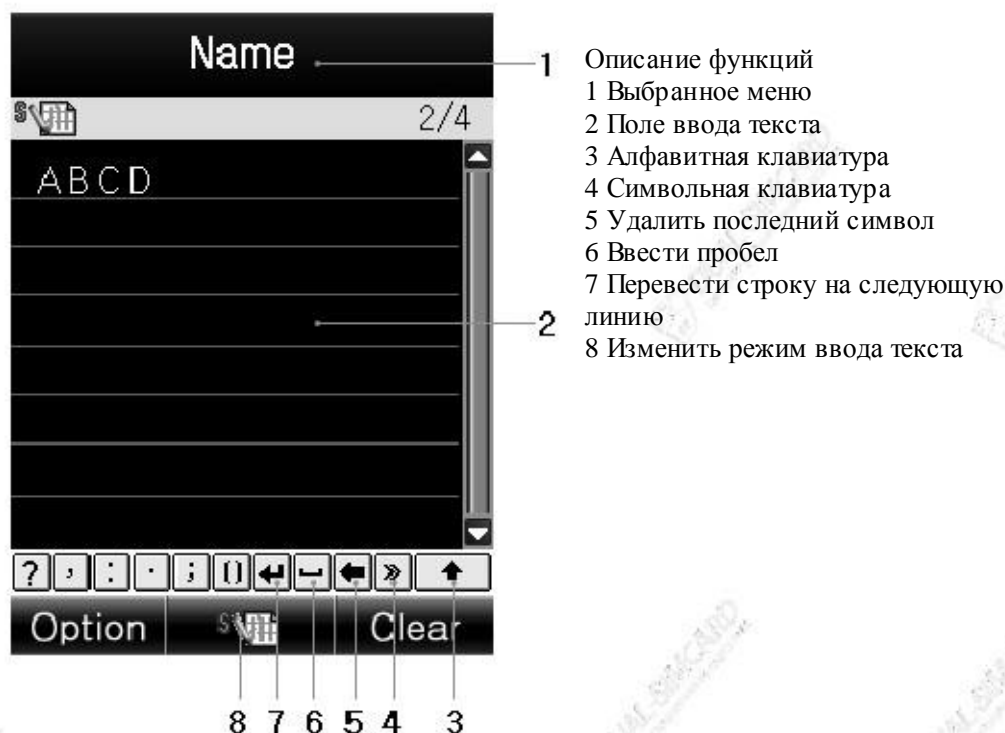 Name
1
2/4
ABCD
2
? , : · ; ()
Option
Clear
8 7 6 5 4 3
Описание функций
1 Выбранное меню
2 Поле ввода текста
3 Алфавитная клавиатура
4 Символьная клавиатура
5 Удалить последний символ
6 Ввести пробел
7 Перевести строку на следующую
линию
8 Изменить режим ввода текста